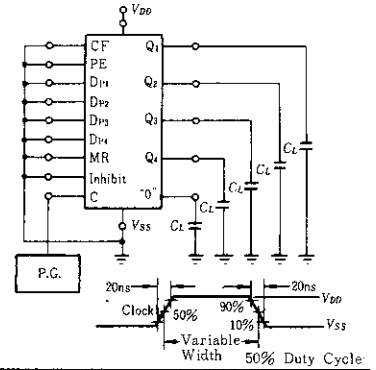 VDD
CF Q1
PE
DP1 Q2
DP2
DP3 Q3
DP4
MR Q4
Inhibit
C "0"
CL CL CL CL CL
VSS
P.G.
20ns 20ns
Clock 50% 90% VDD
10% VSS
Variable
Width 50% Duty Cycle